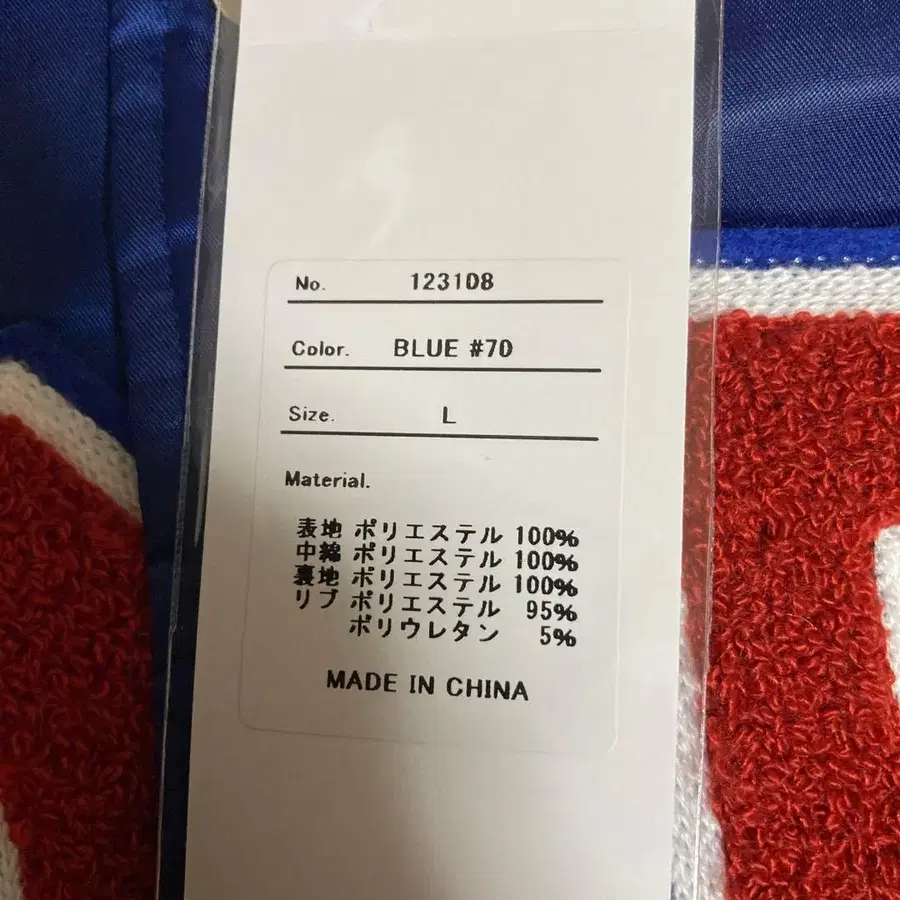 No. 123108
Color. BLUE #70
Size. L
Material.
表地 ポリエステル 100%
中綿 ポリエステル 100%
裏地 ポリエステル 100%
リブ ポリエステル 95%
ポリウレタン 5%
MADE IN CHINA